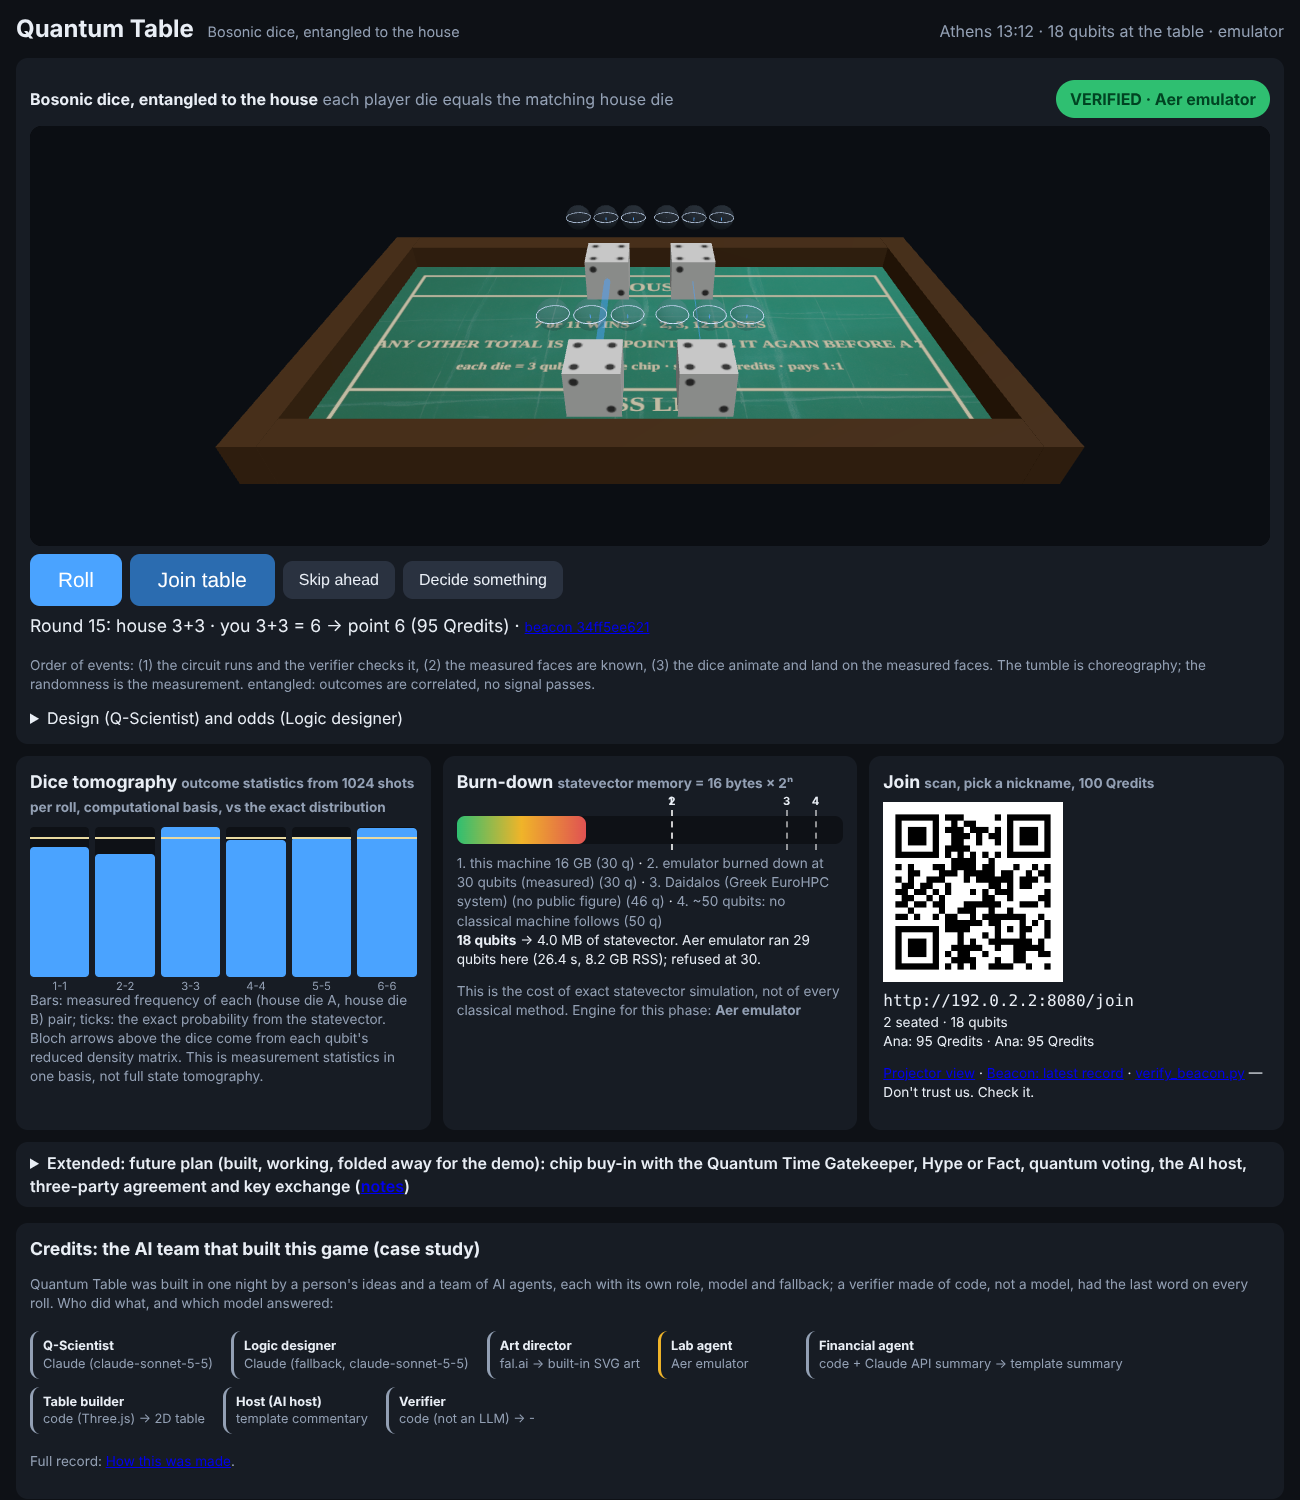 Quantum Table Bosonic dice, entangled to the house
Athens 13:12 · 18 qubits at the table · emulator
Bosonic dice, entangled to the house each player die equals the matching house die
VERIFIED · Aer emulator
OUS
7 or 11 WINS · 2, 3, 12 LOSES
ANY OTHER TOTAL IS POINT IT AGAIN BEFORE A 7
each die = 3 chip · redits · pays 1:1
SS LI
Roll
Join table
Skip ahead
Decide something
Round 15: house 3+3 · you 3+3 = 6 → point 6 (95 Qredits) · beacon
Order of events: (1) the circuit runs and the verifier checks it, (2) the measured faces are known, (3) the dice animate and land on the measured faces. The tumble is choreography; the
randomness is the measurement. entangled: outcomes are correlated, no signal passes.
▶ Design (Q-Scientist) and odds (Logic designer)
Dice tomography outcome statistics from 1024 shots
per roll, computational basis, vs the exact distribution
1-1 2-2 3-3 4-4 5-5 6-6
Bars: measured frequency of each (house die A, house die
B) pair; ticks: the exact probability from the statevector.
Bloch arrows above the dice come from each qubit's
reduced density matrix. This is measurement statistics in
one basis, not full state tomography.
Burn-down statevector memory = 16 bytes × 2ⁿ
2 3 4
1. this machine 16 GB (30 q) · 2. emulator burned down at
30 qubits (measured) (30 q) · 3. Daidalos (Greek EuroHPC
system) (no public figure) (46 q) · 4. ~50 qubits: no
classical machine follows (50 q)
18 qubits → 4.0 MB of statevector. Aer emulator ran 29
qubits here (26.4 s, 8.2 GB RSS); refused at 30.
This is the cost of exact statevector simulation, not of every
classical method. Engine for this phase: Aer emulator
Join scan, pick a nickname, 100 Qredits
http://192.0.2.2:8080/join
2 seated · 18 qubits
Ana: 95 Qredits · Ana: 95 Qredits
Projector view · Beacon: latest record · verify_beacon.py —
Don't trust us. Check it.
▶ Extended: future plan (built, working, folded away for the demo): chip buy-in with the Quantum Time Gatekeeper, Hype or Fact, quantum voting, the AI host,
three-party agreement and key exchange (notes)
Credits: the AI team that built this game (case study)
Quantum Table was built in one night by a person's ideas and a team of AI agents, each with its own role, model and fallback; a verifier made of code, not a model, had the last word on every
roll. Who did what, and which model answered:
Q-Scientist
Claude (claude-sonnet-5-5)
Logic designer
Claude (fallback, claude-sonnet-5-5)
Art director
fal.ai → built-in SVG art
Lab agent
Aer emulator
Financial agent
code + Claude API summary → template summary
Table builder
code (Three.js) → 2D table
Host (AI host)
template commentary
Verifier
code (not an LLM) → -
Full record: How this was made.